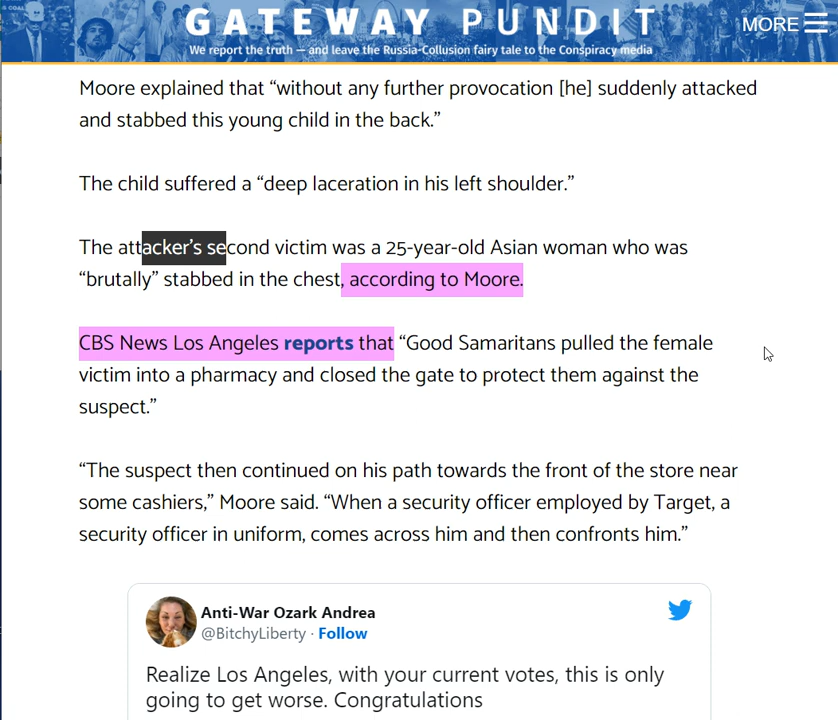 GATEWAY PUNDIT
MORE
We report the truth — and leave the Russia-Collusion fairy tale to the Conspiracy media
Moore explained that “without any further provocation [he] suddenly attacked
and stabbed this young child in the back.”
The child suffered a “deep laceration in his left shoulder.”
The attacker’s second victim was a 25-year-old Asian woman who was
“brutally” stabbed in the chest, according to Moore.
CBS News Los Angeles reports that “Good Samaritans pulled the female
victim into a pharmacy and closed the gate to protect them against the
suspect.”
“The suspect then continued on his path towards the front of the store near
some cashiers,” Moore said. “When a security officer employed by Target, a
security officer in uniform, comes across him and then confronts him.”
Anti-War Ozark Andrea
@BitchyLiberty · Follow
Realize Los Angeles, with your current votes, this is only
going to get worse. Congratulations